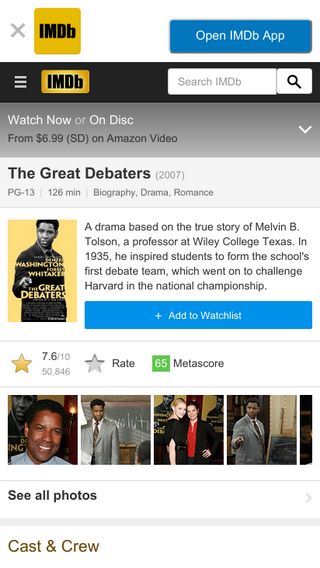 IMDb
Open IMDb App
IMDb
Search IMDb
Watch Now or On Disc
From $6.99 (SD) on Amazon Video
The Great Debaters (2007)
PG-13 | 126 min | Biography, Drama, Romance
DENZEL
WASHINGTON
FOREST
WHITAKER
THE
GREAT
DEBATERS
A drama based on the true story of Melvin B.
Tolson, a professor at Wiley College Texas. In
1935, he inspired students to form the school's
first debate team, which went on to challenge
Harvard in the national championship.
+ Add to Watchlist
7.6/10
50,846
Rate
65 Metascore
See all photos
Cast & Crew